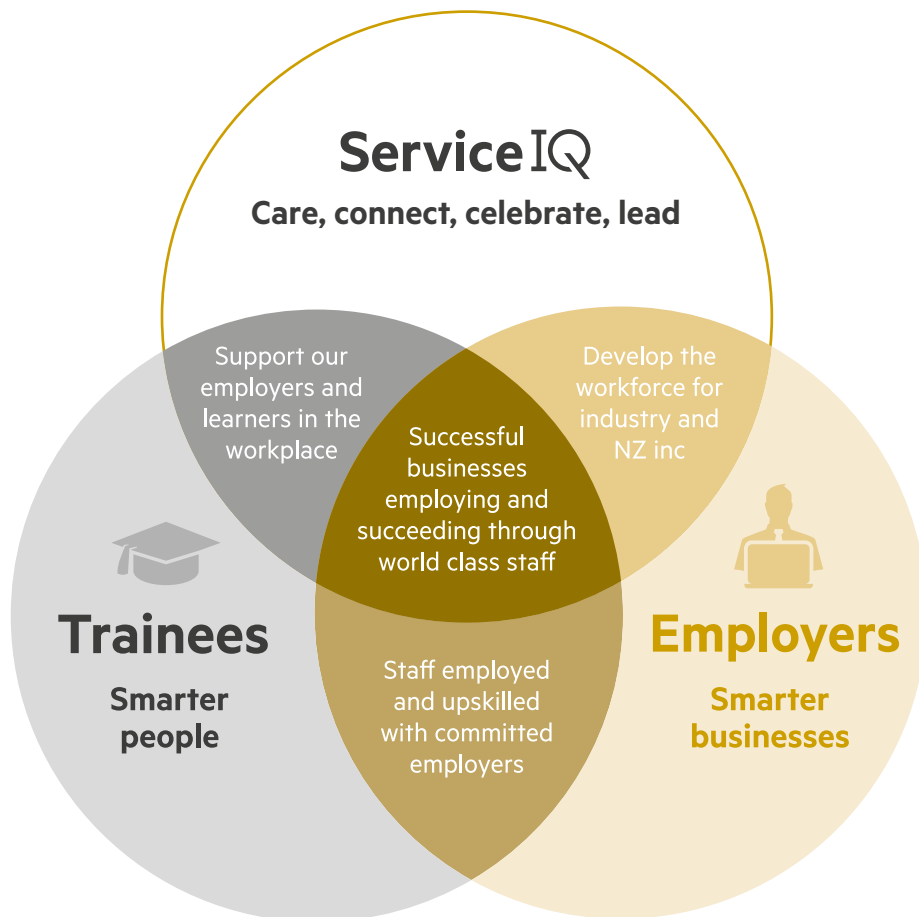 ServiceIQ
Care, connect, celebrate, lead
Support our
employers and
learners in the
workplace
Develop the
workforce for
industry and
NZ inc
Successful
businesses
employing and
succeeding through
world class staff
Trainees
Smarter
people
Employers
Smarter
businesses
Staff employed
and upskilled
with committed
employers